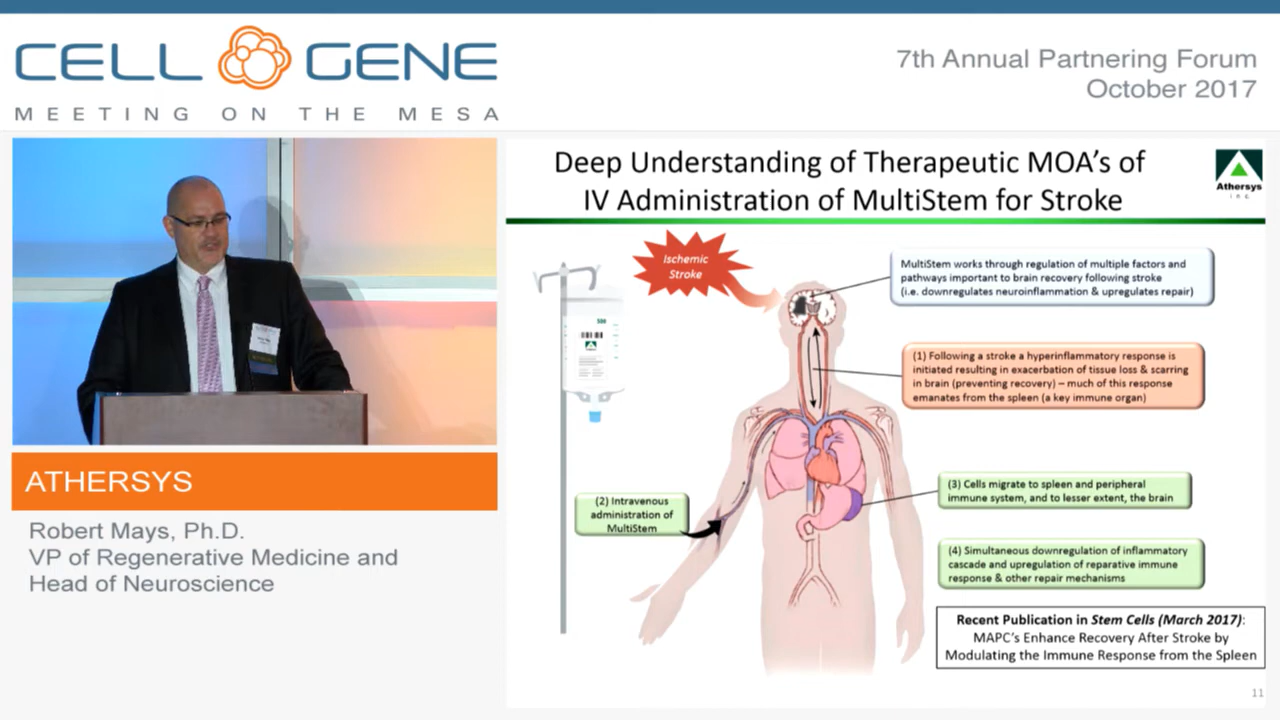 CELL GENE
MEETING ON THE MESA
7th Annual Partnering Forum
October 2017
ATHERSYS
Robert Mays, Ph.D.
VP of Regenerative Medicine and
Head of Neuroscience
Deep Understanding of Therapeutic MOA's of
IV Administration of MultiStem for Stroke
Athersys
Ischemic
Stroke
MultiStem works through regulation of multiple factors and
pathways important to brain recovery following stroke
(i.e. downregulates neuroinflammation & upregulates repair)
(1) Following a stroke a hyperinflammatory response is
initiated resulting in exacerbation of tissue loss & scarring
in brain (preventing recovery) – much of this response
emanates from the spleen (a key immune organ)
(2) Intravenous
administration of
MultiStem
(3) Cells migrate to spleen and peripheral
immune system, and to lesser extent, the brain
(4) Simultaneous downregulation of inflammatory
cascade and upregulation of reparative immune
response & other repair mechanisms
Recent Publication in Stem Cells (March 2017):
MAPC's Enhance Recovery After Stroke by
Modulating the Immune Response from the Spleen
11